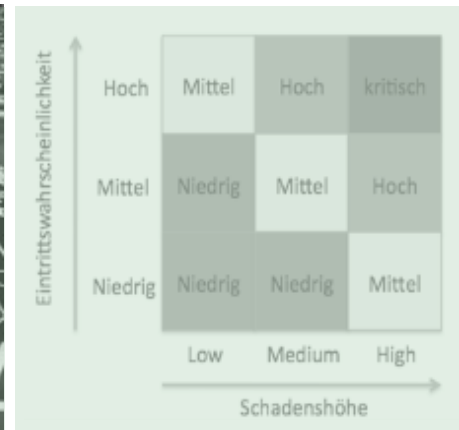 Eintrittswahrscheinlichkeit
Hoch Mittel Hoch kritisch
Mittel Niedrig Mittel Hoch
Niedrig Niedrig Niedrig Mittel
Low Medium High
Schadenshöhe